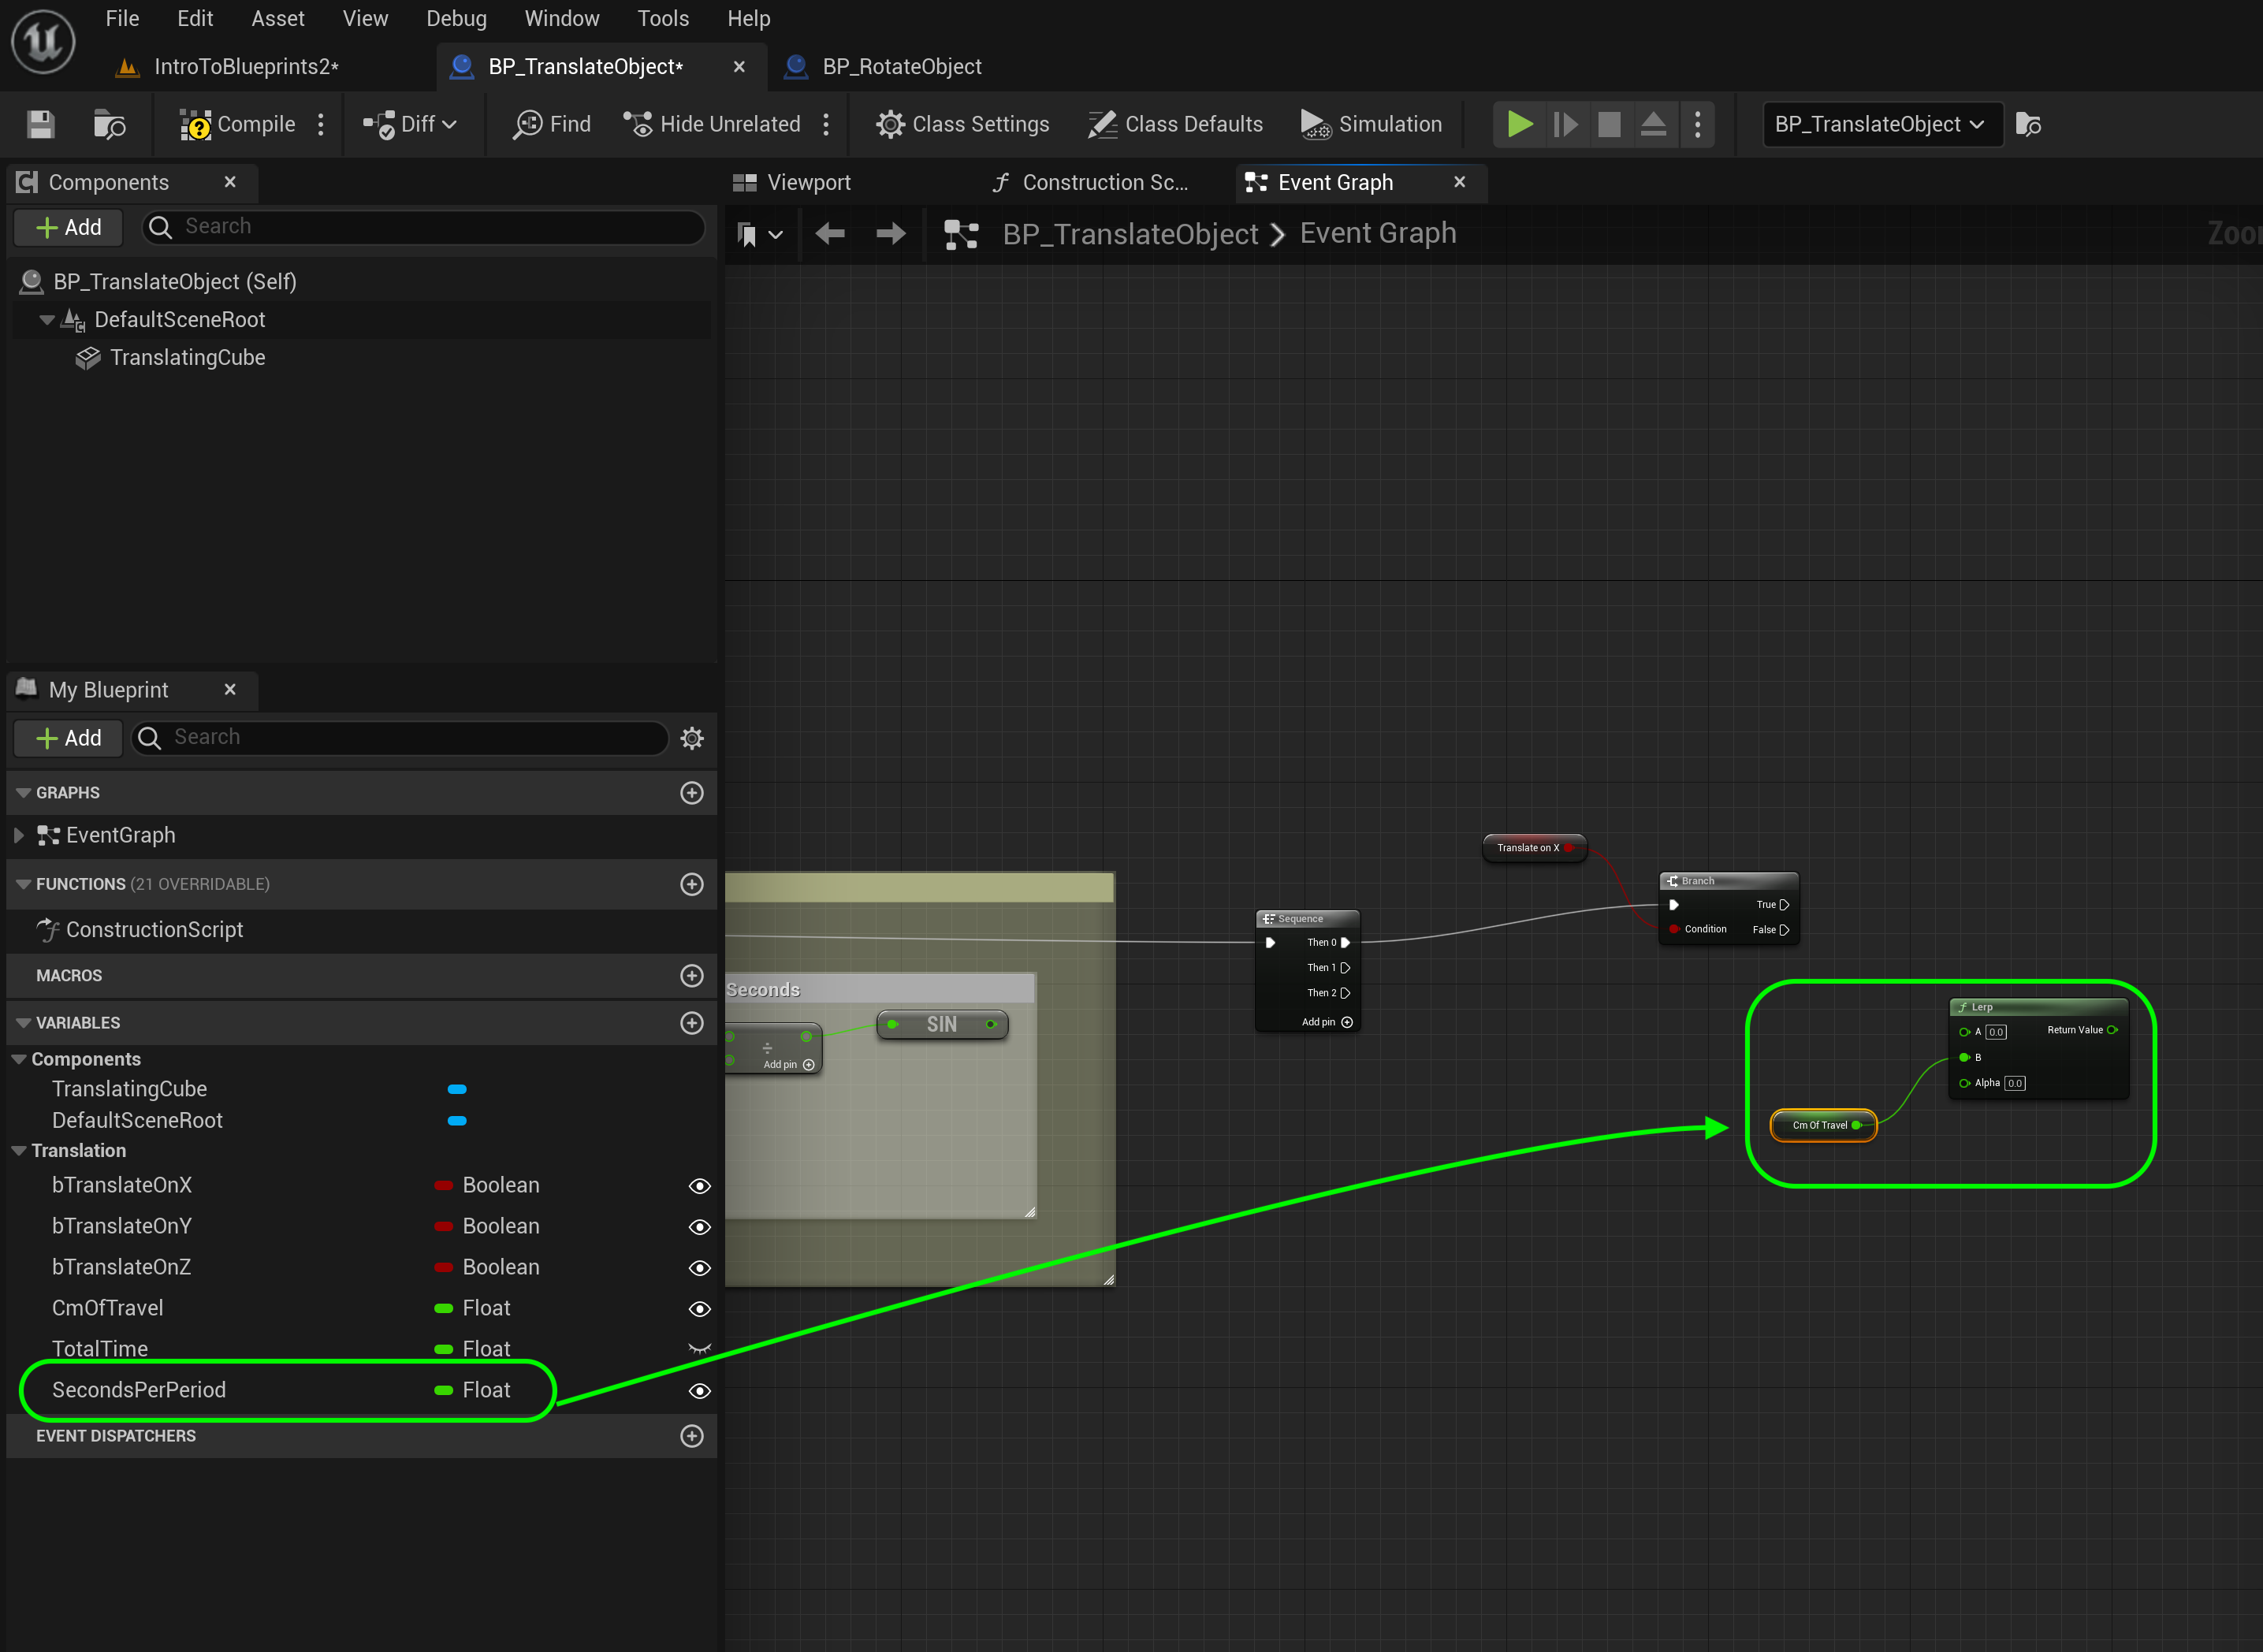 File Edit Asset View Debug Window Tools Help
IntroToBlueprints2* BP_TranslateObject* BP_RotateObject
Compile Diff Find Hide Unrelated Class Settings Class Defaults Simulation BP_TranslateObject
Components
Viewport Construction Sc... Event Graph
Add Search
BP_TranslateObject > Event Graph
BP_TranslateObject (Self)
DefaultSceneRoot
TranslatingCube
My Blueprint
Add Search
GRAPHS
EventGraph
FUNCTIONS (21 OVERRIDABLE)
ConstructionScript
MACROS
VARIABLES
Components
TranslatingCube
DefaultSceneRoot
Translation
bTranslateOnX Boolean
bTranslateOnY Boolean
bTranslateOnZ Boolean
CmOfTravel Float
TotalTime Float
SecondsPerPeriod Float
EVENT DISPATCHERS
Seconds
÷
Add pin
SIN
Sequence
Then 0
Then 1
Then 2
Add pin
Translate on X
Branch
True
Condition False
Lerp
A 0.0 Return Value
B
Alpha 0.0
Cm Of Travel